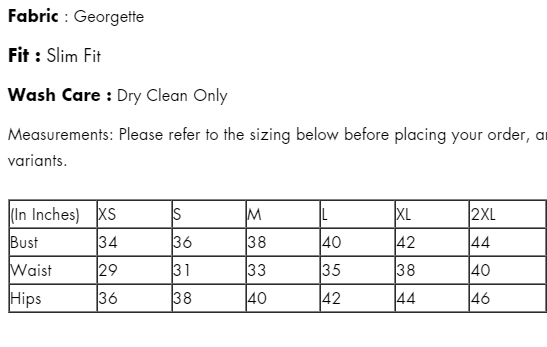 Fabric : Georgette
Fit : Slim Fit
Wash Care : Dry Clean Only
Measurements: Please refer to the sizing below before placing your order,
variants.
(In Inches) XS S M L XL 2XL
Bust 34 36 38 40 42 44
Waist 29 31 33 35 38 40
Hips 36 38 40 42 44 46